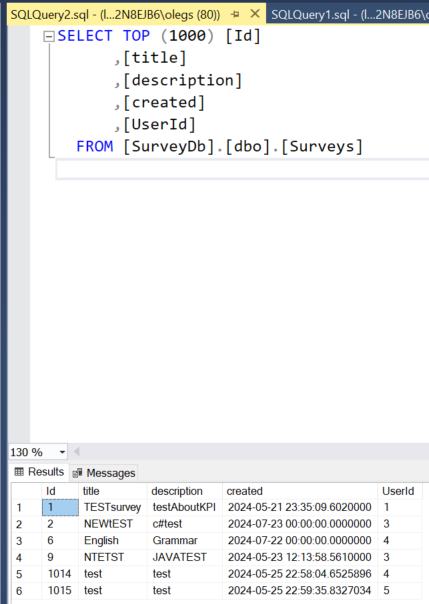 SQLQuery2.sql - (l...2N8EJB6\olegs (80)) SQLQuery1.sql - (l...2N8EJB6\
SELECT TOP (1000) [Id]
,[title]
,[description]
,[created]
,[UserId]
FROM [SurveyDb].[dbo].[Surveys]
130 %
Results Messages
Id title description created UserId
1 1 TESTsurvey testAboutKPI 2024-05-21 23:35:09.6020000 1
2 2 NEWtEST c#test 2024-07-23 00:00:00.0000000 3
3 6 English Grammar 2024-07-22 00:00:00.0000000 4
4 9 NTETST JAVATEST 2024-05-23 12:13:58.5610000 3
5 1014 test test 2024-05-25 22:58:04.6525896 4
6 1015 test test 2024-05-25 22:59:35.8327034 5